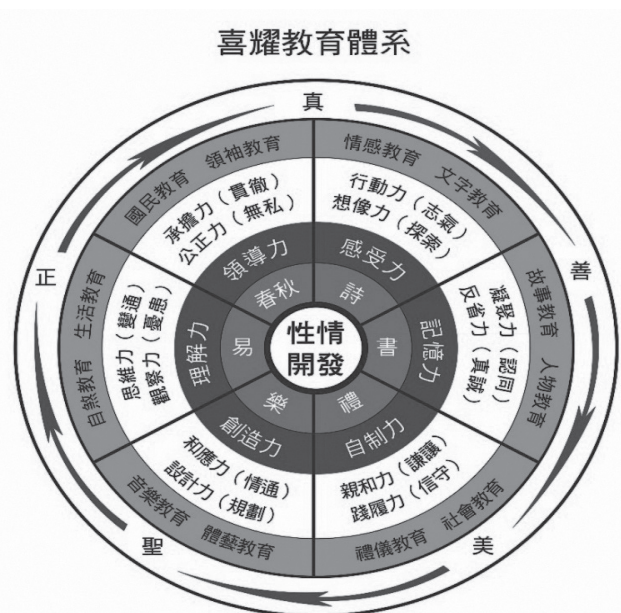 喜耀教育體系
真
善
美
聖
正
情感教育 文字教育
行動力(志氣)
想像力(探索)
感受力
詩
故事教育 人物教育
凝聚力(認同)
反省力(真誠)
記憶力
書
禮儀教育 社會教育
親和力(謙讓)
踐履力(信守)
自制力
禮
音樂教育 體藝教育
和應力(情通)
設計力(規劃)
創造力
樂
自然教育 生活教育
思維力(變通)
觀察力(憂患)
理解力
易
國民教育 領袖教育
承擔力(貫徹)
公正力(無私)
領導力
春秋
性情
開發